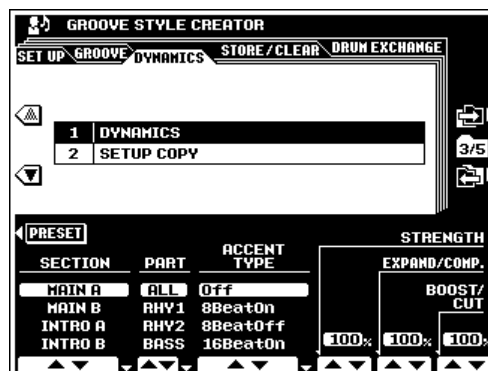 GROOVE STYLE CREATOR
SET UP GROOVE DYNAMICS STORE/CLEAR DRUM EXCHANGE
1 DYNAMICS
2 SETUP COPY
3/5
PRESET
STRENGTH
SECTION PART ACCENT TYPE EXPAND/COMP.
MAIN A ALL Off BOOST/CUT
MAIN B RHY1 8BeatOn
INTRO A RHY2 8BeatOff
INTRO B BASS 16BeatOn 100% 100% 100%